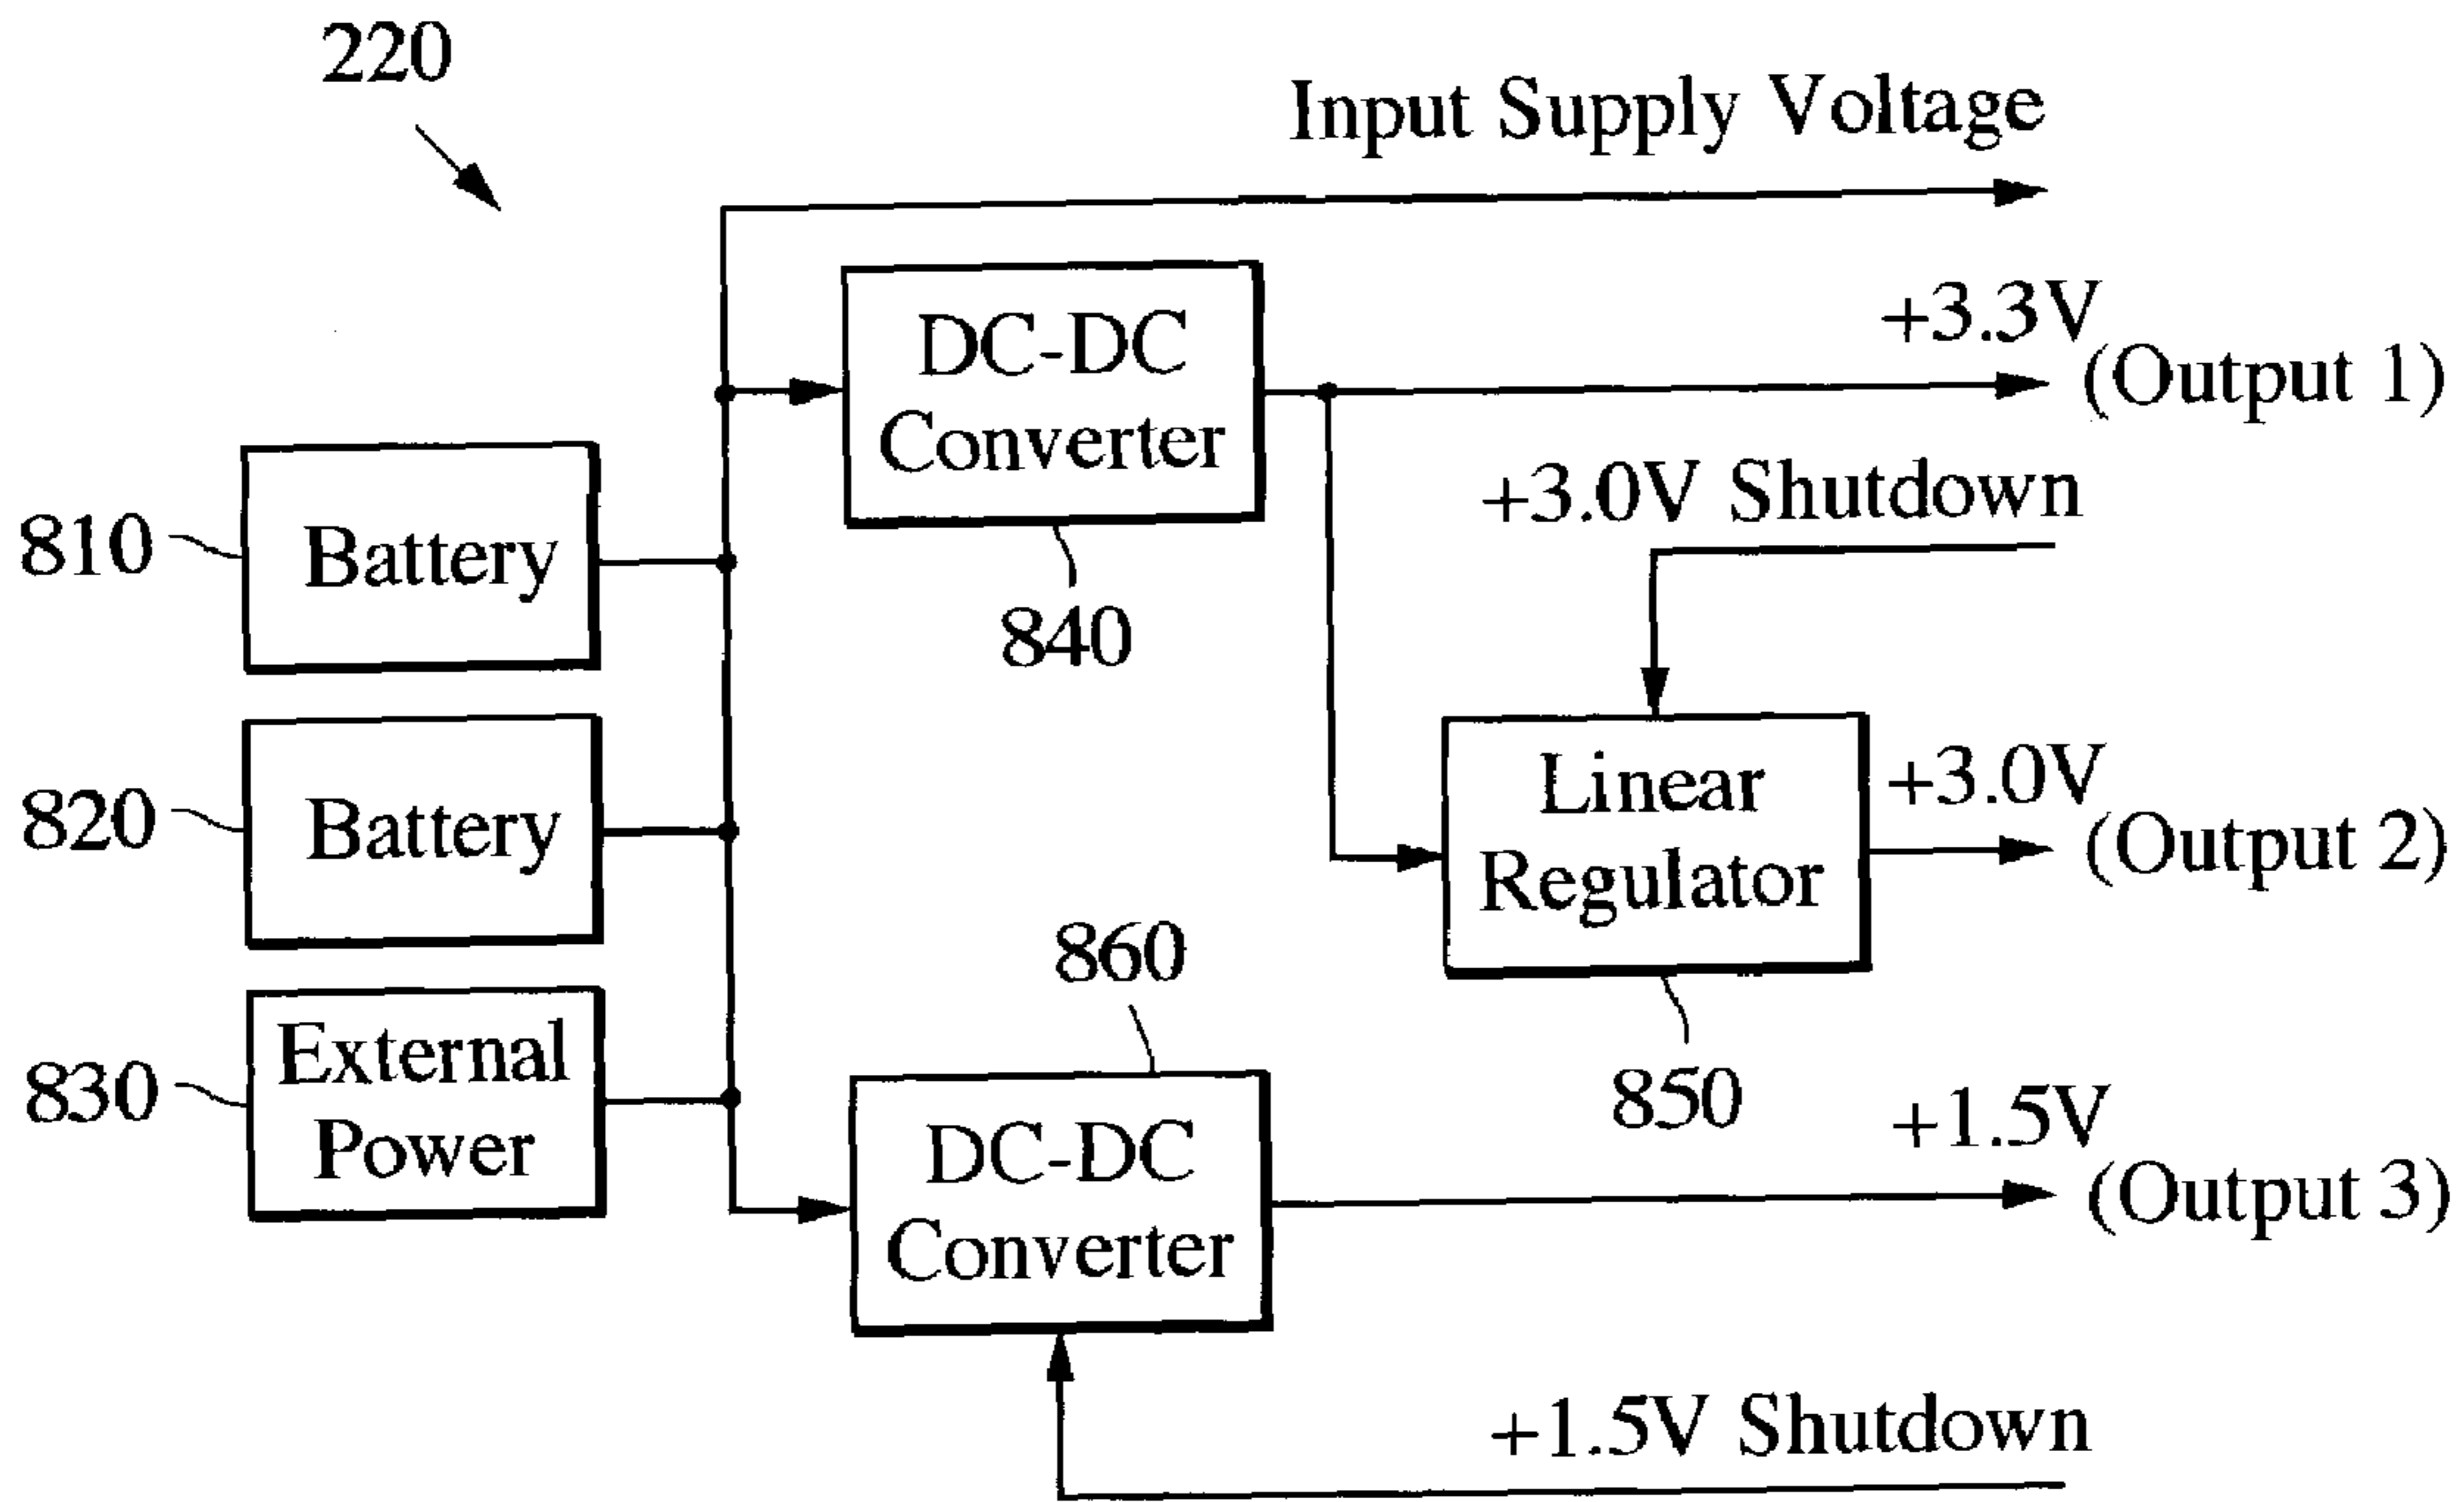 220
Input Supply Voltage
DC-DC
Converter
+3.3V
(Output 1)
+3.0V Shutdown
810
Battery
840
820
Battery
Linear
Regulator
+3.0V
(Output 2)
860
830
External
Power
850
DC-DC
Converter
+1.5V
(Output 3)
+1.5V Shutdown